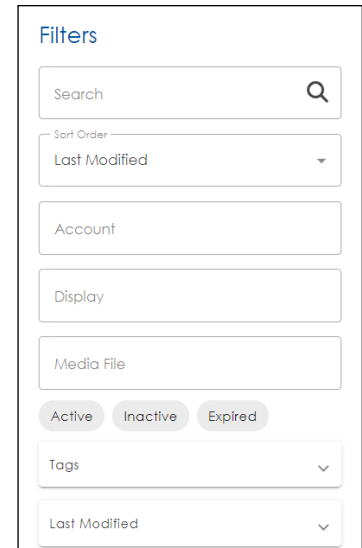 Filters
Search
Sort Order
Last Modified
Account
Display
Media File
Active Inactive Expired
Tags
Last Modified